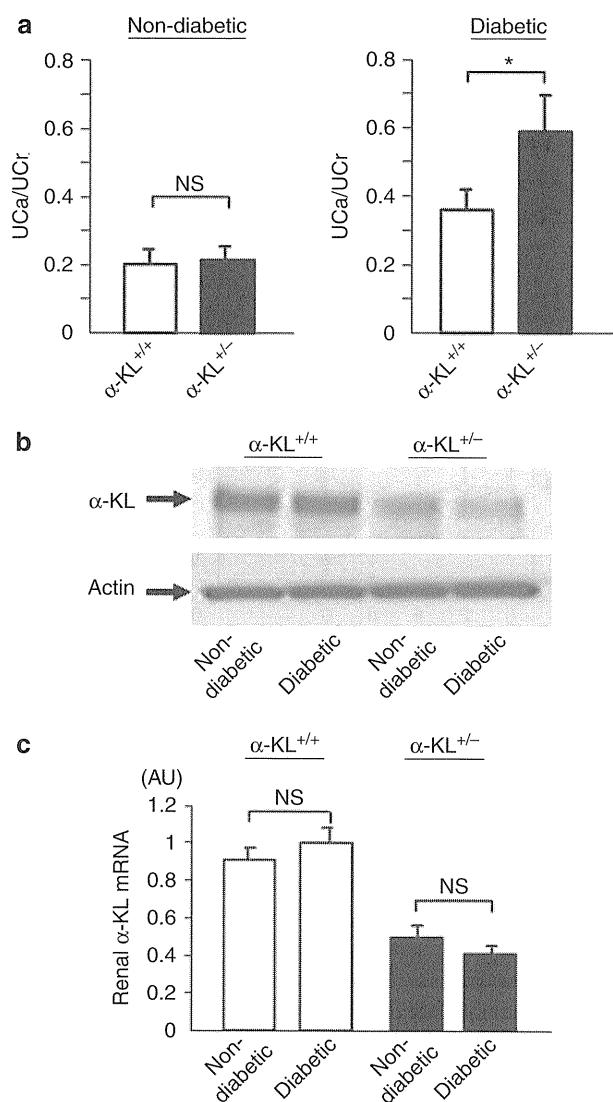 a
Non-diabetic
Diabetic
UCa/UCr
0.8
0.6
0.4
0.2
0
NS
α-KL+/+
α-KL+/−
UCa/UCr
0.8
0.6
0.4
0.2
0
*
α-KL+/+
α-KL+/−
b
α-KL+/+
α-KL+/−
α-KL
Actin
Non-
diabetic
Diabetic
Non-
diabetic
Diabetic
c
α-KL+/+
α-KL+/−
(AU)
Renal α-KL mRNA
1.2
1
0.8
0.6
0.4
0.2
0
NS
NS
Non-
diabetic
Diabetic
Non-
diabetic
Diabetic